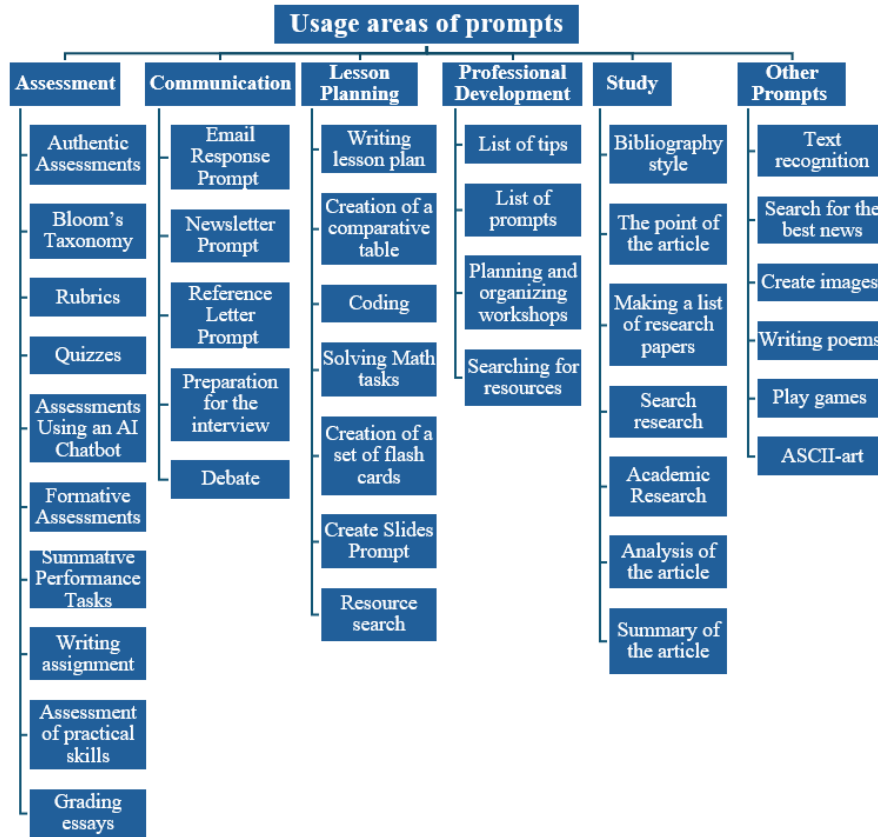 Usage areas of prompts
Assessment
Authentic
Assessments
Bloom's
Taxonomy
Rubrics
Quizzes
Assessments
Using an AI
Chatbot
Formative
Assessments
Summative
Performance
Tasks
Writing
assignment
Assessment
of practical
skills
Grading
essays
Communication
Email
Response
Prompt
Newsletter
Prompt
Reference
Letter
Prompt
Preparation
for the
interview
Debate
Lesson
Planning
Writing
lesson plan
Creation of a
comparative
table
Coding
Solving Math
tasks
Creation of a
set of flash
cards
Create Slides
Prompt
Resource
search
Professional
Development
List of tips
List of
prompts
Planning and
organizing
workshops
Searching for
resources
Study
Bibliography
style
The point of
the article
Making a list
of research
papers
Search
research
Academic
Research
Analysis of
the article
Summary of
the article
Other
Prompts
Text
recognition
Search for the
best news
Create images
Writing poems
Play games
ASCII-art